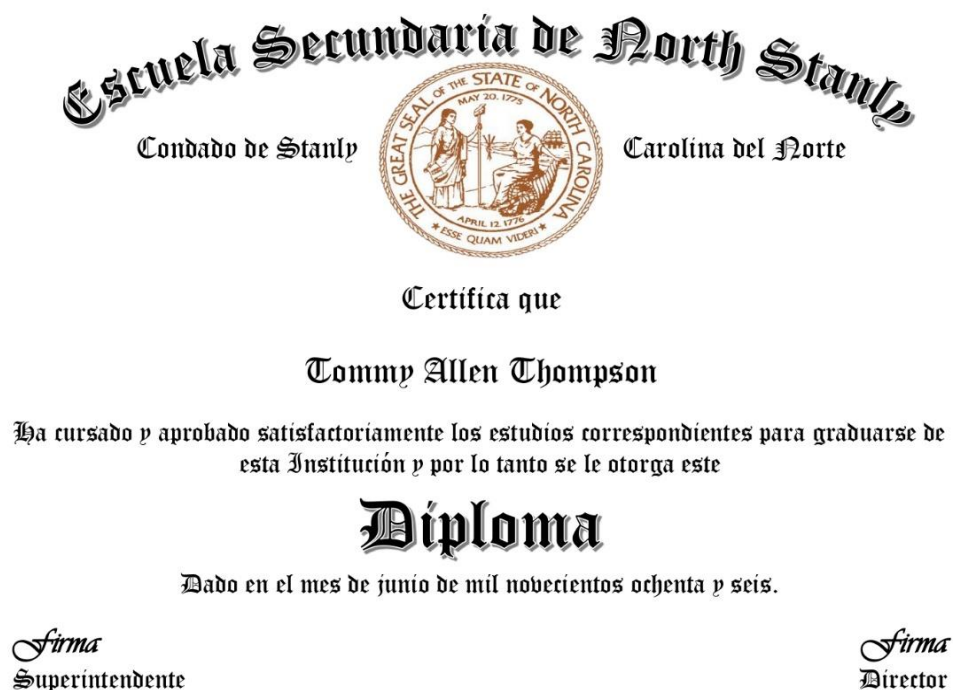 Escuela Secundaria de North Stanly
Condado de Stanly
Carolina del Norte
THE GREAT SEAL OF THE STATE OF NORTH CAROLINA
MAY 20. 1775
APRIL 12 1776
★ ESSE QUAM VIDERI ★
Certifica que
Tommy Allen Thompson
Ha cursado y aprobado satisfactoriamente los estudios correspondientes para graduarse de
esta Institución y por lo tanto se le otorga este
Diploma
Dado en el mes de junio de mil novecientos ochenta y seis.
Firma
Superintendente
Firma
Director